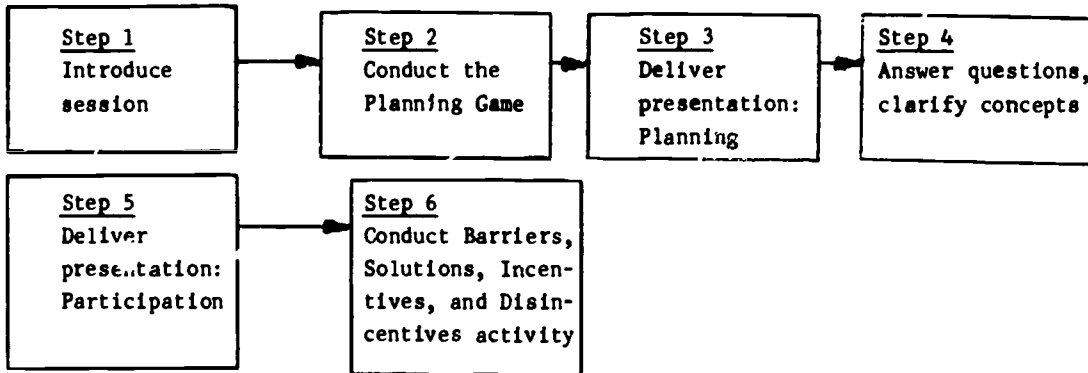 Step 1
Introduce
session
Step 2
Conduct the
Planning Game
Step 3
Deliver
presentation:
Planning
Step 4
Answer questions,
clarify concepts
Step 5
Deliver
presentation:
Participation
Step 6
Conduct Barriers,
Solutions, Incen-
tives, and Disin-
centives activity